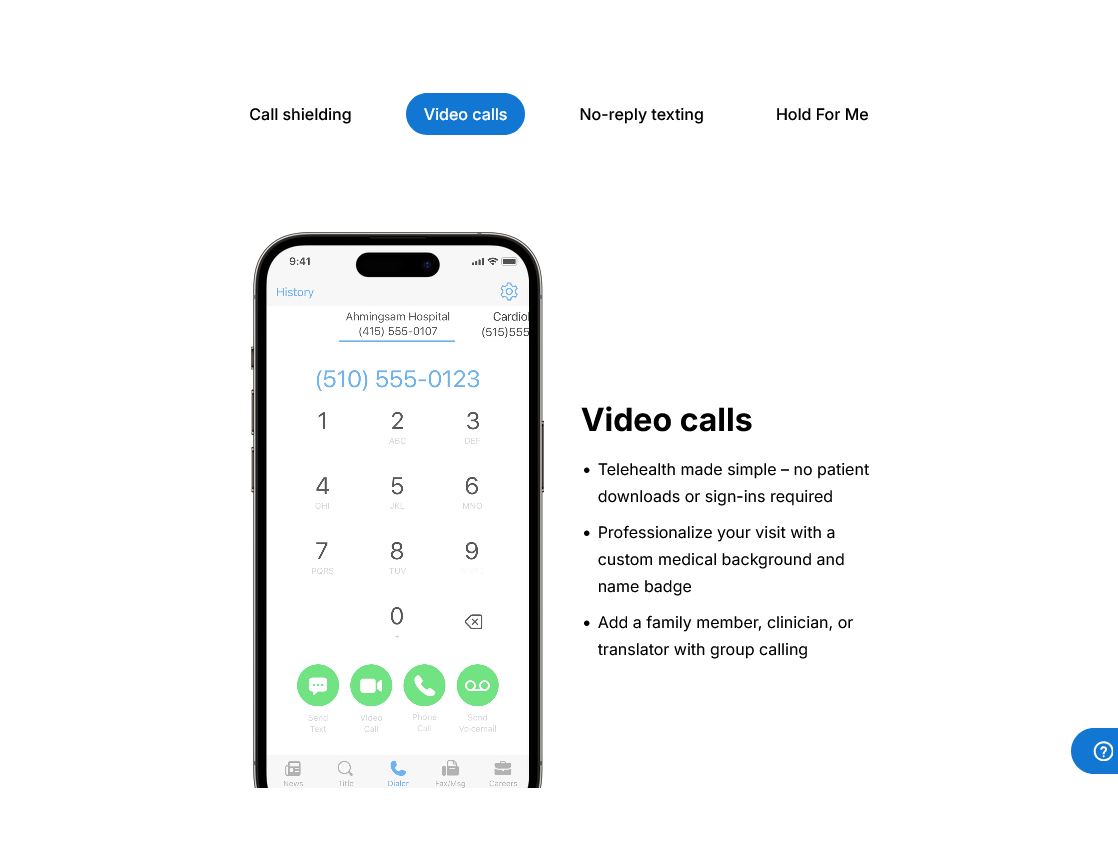 Call shielding
Video calls
No-reply texting
Hold For Me
9:41
History
Ahmingsam Hospital
(415) 555-0107
Cardiol
(515)555
(510) 555-0123
1
2
3
ABC
DEF
4
5
6
GHI
JKL
MNO
7
8
9
PQRS
TUV
0
+
Send
Text
Video
Call
Phone
Call
Send
Voicemail
News
Title
Dialer
Fax/Msg
Careers
Video calls
• Telehealth made simple – no patient
downloads or sign-ins required
• Professionalize your visit with a
custom medical background and
name badge
• Add a family member, clinician, or
translator with group calling